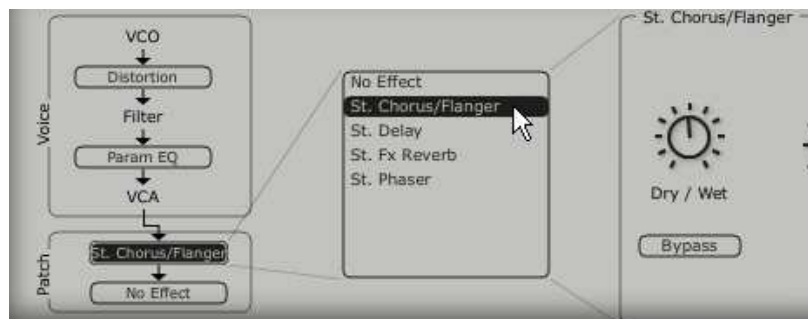 Voice
VCO
Distortion
Filter
Param EQ
VCA
Patch
St. Chorus/Flanger
No Effect
No Effect
St. Chorus/Flanger
St. Delay
St. Fx Reverb
St. Phaser
St. Chorus/Flanger
Dry / Wet
Bypass